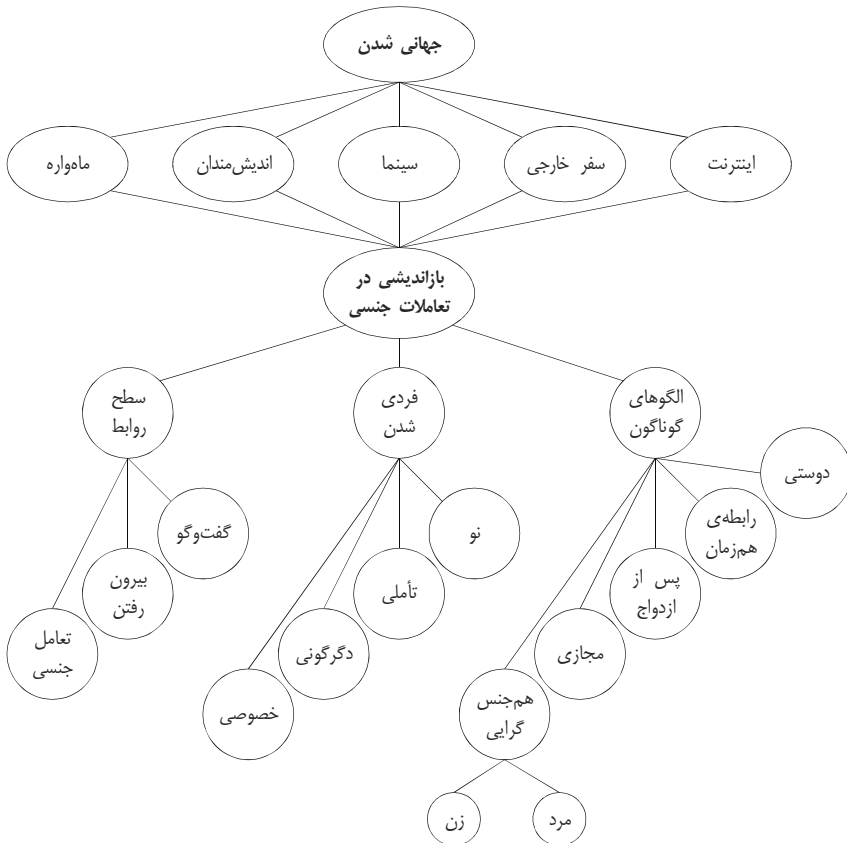 جهانی شدن
اینترنت
سفر خارجی
سینما
اندیش‌مندان
ماه‌واره
بازاندیشی در
تعاملات جنسی
الگوهای
گوناگون
فردی
شدن
سطح
روابط
دوستی
رابطه‌ی
هم‌زمان
پس از
ازدواج
مجازی
هم‌جنس
گرایی
مرد
زن
نو
تأملی
دگرگونی
خصوصی
گفت‌وگو
بیرون
رفتن
تعامل
جنسی